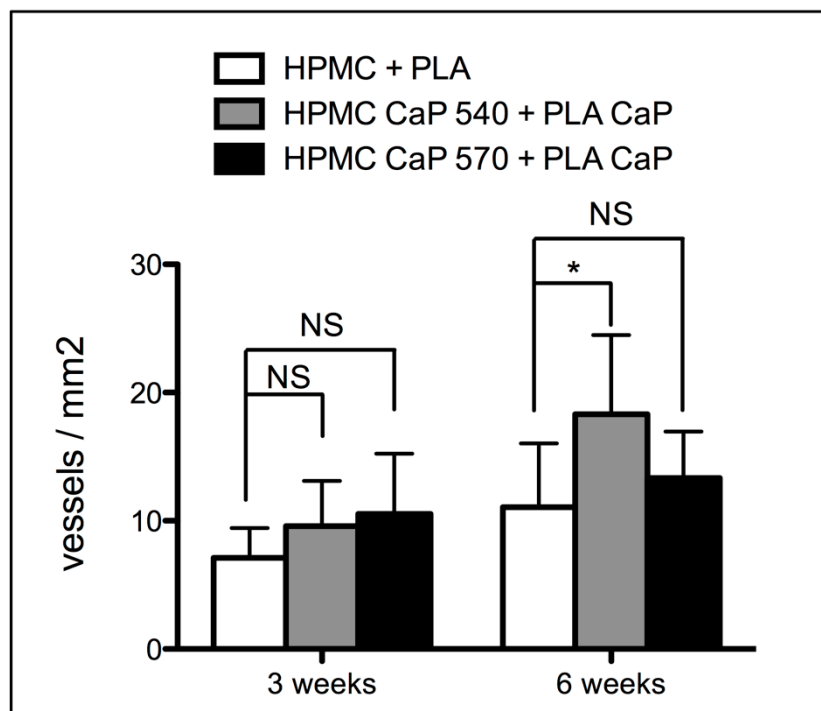 HPMC + PLA
HPMC CaP 540 + PLA CaP
HPMC CaP 570 + PLA CaP
NS
*
NS
NS
30
20
10
0
vessels / mm2
3 weeks
6 weeks